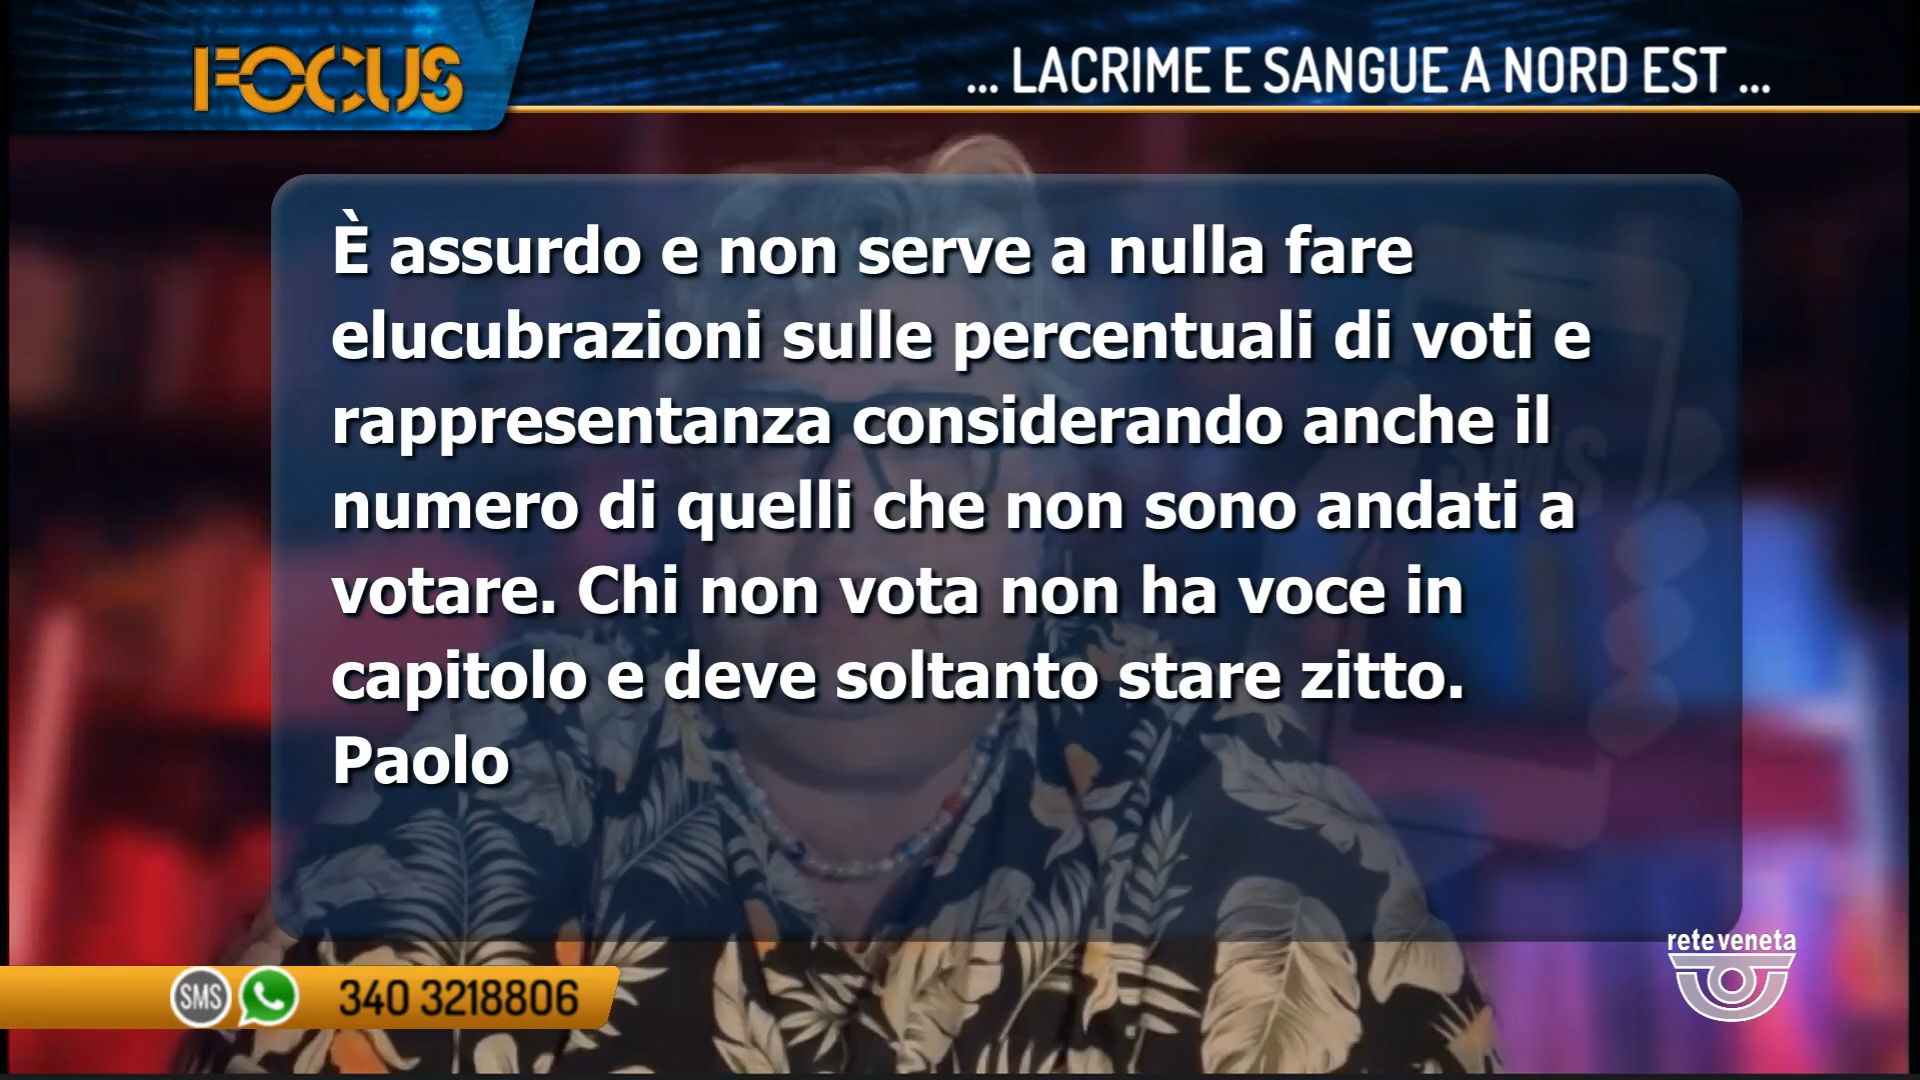 FOCUS
... LACRIME E SANGUE A NORD EST ...
È assurdo e non serve a nulla fare
elucubrazioni sulle percentuali di voti e
rappresentanza considerando anche il
numero di quelli che non sono andati a
votare. Chi non vota non ha voce in
capitolo e deve soltanto stare zitto.
Paolo
SMS
reteveneta
SMS 340 3218806